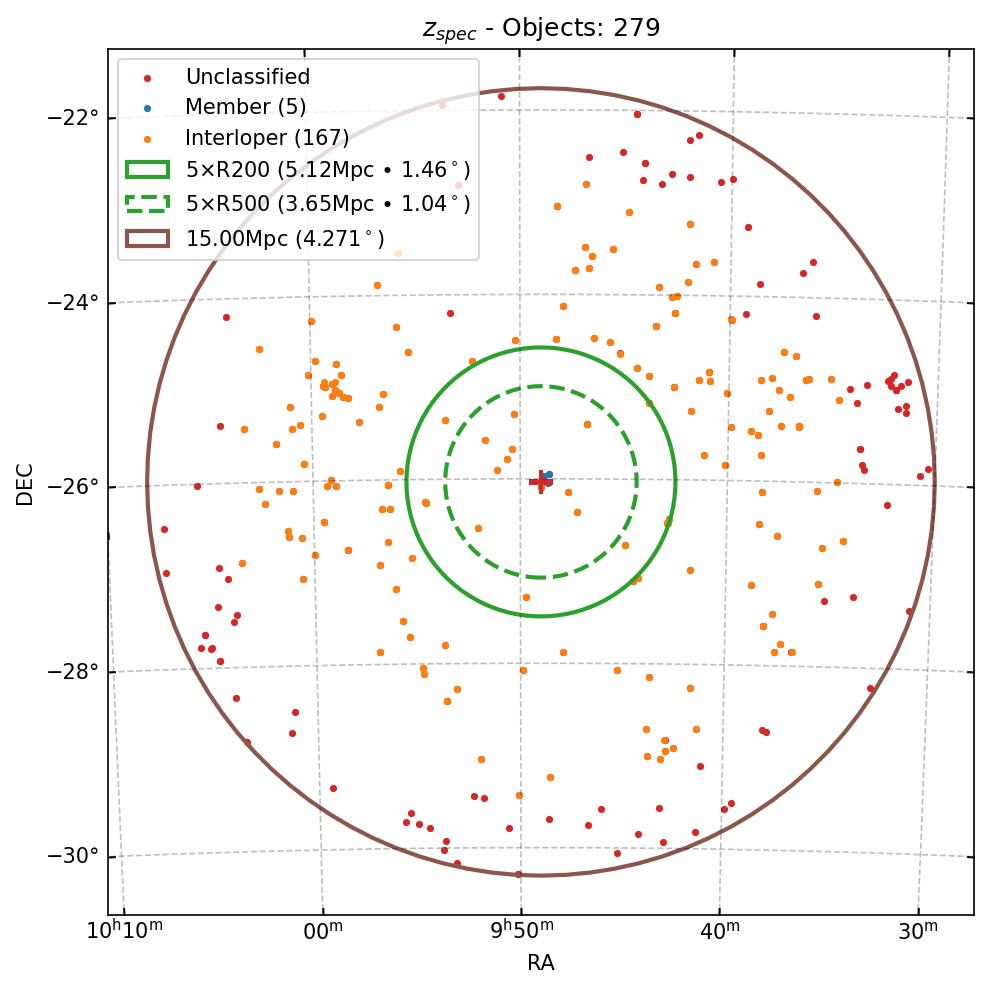 z_spec - Objects: 279
Unclassified
Member (5)
Interloper (167)
5×R200 (5.12Mpc • 1.46°)
5×R500 (3.65Mpc • 1.04°)
15.00Mpc (4.271°)
−22°
−24°
−26°
−28°
−30°
DEC
10ʰ10ᵐ 00ᵐ 9ʰ50ᵐ 40ᵐ 30ᵐ
RA